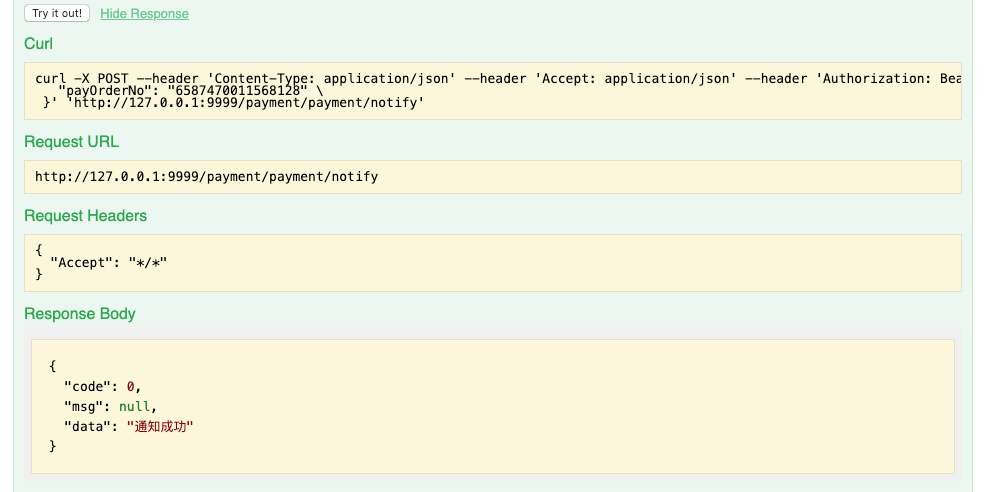 Try it out! Hide Response
Curl
curl -X POST --header 'Content-Type: application/json' --header 'Accept: application/json' --header 'Authorization: Bea
"payOrderNo": "6587470011568128" \
}' 'http://127.0.0.1:9999/payment/payment/notify'
Request URL
http://127.0.0.1:9999/payment/payment/notify
Request Headers
{
"Accept": "*/*"
}
Response Body
{
"code": 0,
"msg": null,
"data": "通知成功"
}